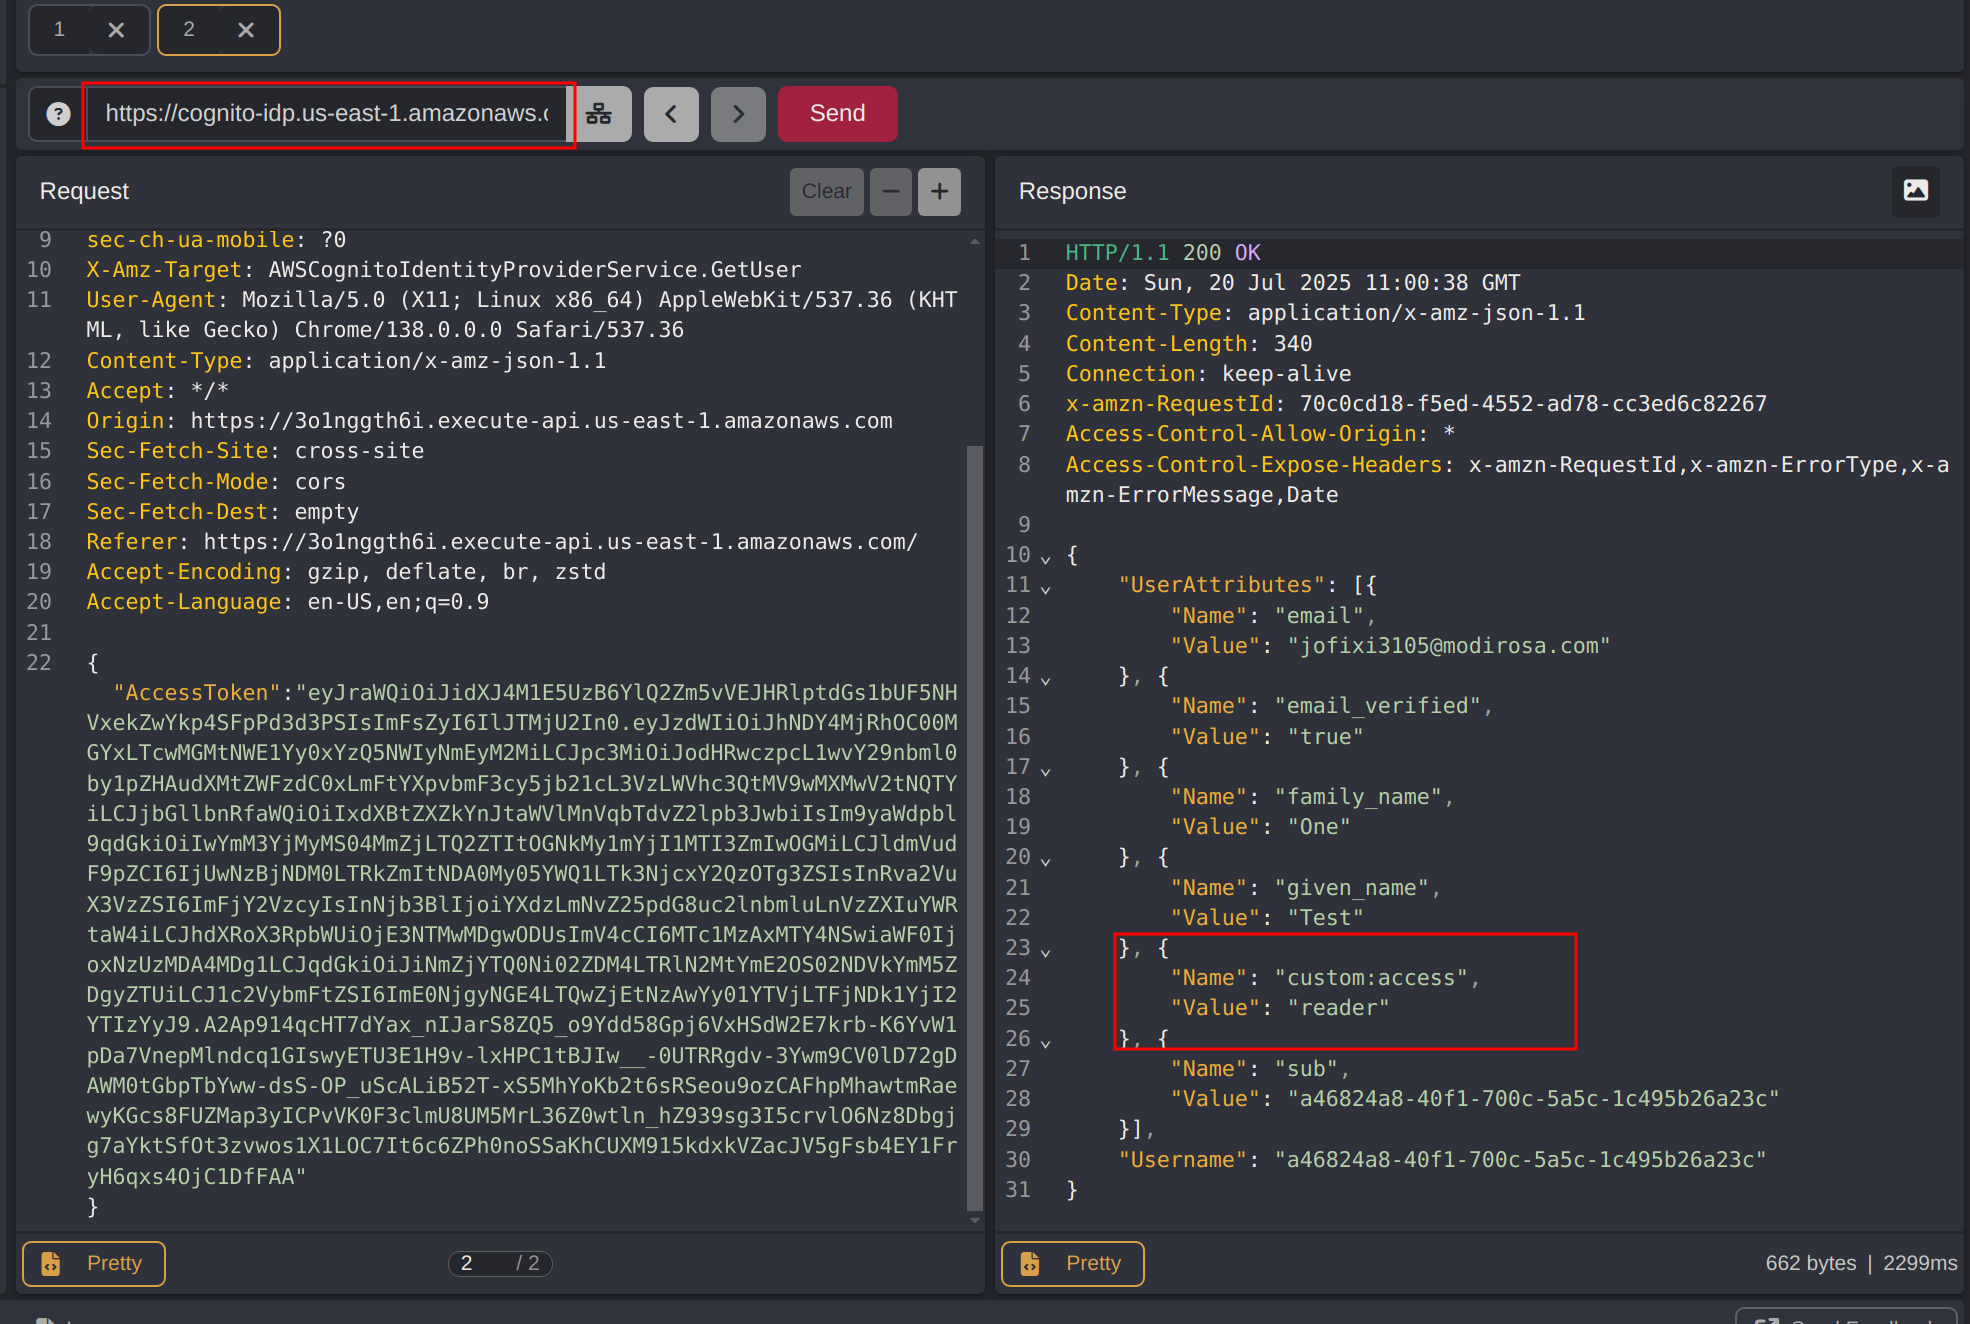 1
2
https://cognito-idp.us-east-1.amazonaws.c
Send
Request
Clear
9 sec-ch-ua-mobile: ?0
10 X-Amz-Target: AWSCognitoIdentityProviderService.GetUser
11 User-Agent: Mozilla/5.0 (X11; Linux x86_64) AppleWebKit/537.36 (KHT
ML, like Gecko) Chrome/138.0.0.0 Safari/537.36
12 Content-Type: application/x-amz-json-1.1
13 Accept: */*
14 Origin: https://3o1nggth6i.execute-api.us-east-1.amazonaws.com
15 Sec-Fetch-Site: cross-site
16 Sec-Fetch-Mode: cors
17 Sec-Fetch-Dest: empty
18 Referer: https://3o1nggth6i.execute-api.us-east-1.amazonaws.com/
19 Accept-Encoding: gzip, deflate, br, zstd
20 Accept-Language: en-US,en;q=0.9
21
22 {
"AccessToken":"eyJraWQiOiJidXJ4M1E5UzB6YlQ2Zm5vVEJHRlptdGs1bUF5NH
VxekZwYkp4SFpPd3d3PSIsImFsZyI6IlJTMjU2In0.eyJzdWIiOiJhNDY4MjRhOC00M
GYxLTcwMGMtNWE1Yy0xYzQ5NWIyNmEyM2MiLCJpc3MiOiJodHRwczpcL1wvY29nbml0
by1pZHAudXMtZWFzdC0xLmFtYXpvbmF3cy5jb21cL3VzLWVhc3QtMV9wMXMwV2tNQTY
iLCJjbGllbnRfaWQiOiIxdXBtZXZkYnJtaWVlMnVqbTdvZ2lpb3JwbiIsIm9yaWdpbl
9qdGkiOiIwYmM3YjMyMS04MmZjLTQ2ZTItOGNkMy1mYjI1MTI3ZmIwOGMiLCJldmVud
F9pZCI6IjUwNzBjNDM0LTRkZmItNDA0My05YWQ1LTk3NjcxY2QzOTg3ZSIsInRva2Vu
X3VzZSI6ImFjY2VzcyIsInNjb3BlIjoiYXdzLmNvZ25pdG8uc2lnbmluLnVzZXIuYWR
taW4iLCJhdXRoX3RpbWUiOjE3NTMwMDgwODUsImV4cCI6MTc1MzAxMTY4NSwiaWF0Ij
oxNzUzMDA4MDg1LCJqdGkiOiJiNmZjYTQ0Ni02ZDM4LTRlN2MtYmE2OS02NDVkYmM5Z
DgyZTUiLCJ1c2VybmFtZSI6ImE0NjgyNGE4LTQwZjEtNzAwYy01YTVjLTFjNDk1YjI2
YTIzYyJ9.A2Ap914qcHT7dYax_nIJarS8ZQ5_o9Ydd58Gpj6VxHSdW2E7krb-K6YvW1
pDa7VnepMlndcq1GIswyETU3E1H9v-lxHPC1tBJIw__-0UTRRgdv-3Ywm9CV0lD72gD
AWM0tGbpTbYww-dsS-OP_uScALiB52T-xS5MhYoKb2t6sRSeou9ozCAFhpMhawtmRae
wyKGcs8FUZMap3yICPvVK0F3clmU8UM5MrL36Z0wtln_hZ939sg3I5crvlO6Nz8Dbgj
g7aYktSfOt3zvwos1X1LOC7It6c6ZPh0noSSaKhCUXM915kdxkVZacJV5gFsb4EY1Fr
yH6qxs4OjC1DfFAA"
}
Pretty
2 / 2
Response
1 HTTP/1.1 200 OK
2 Date: Sun, 20 Jul 2025 11:00:38 GMT
3 Content-Type: application/x-amz-json-1.1
4 Content-Length: 340
5 Connection: keep-alive
6 x-amzn-RequestId: 70c0cd18-f5ed-4552-ad78-cc3ed6c82267
7 Access-Control-Allow-Origin: *
8 Access-Control-Expose-Headers: x-amzn-RequestId,x-amzn-ErrorType,x-a
mzn-ErrorMessage,Date
9
10 {
11 "UserAttributes": [{
12 "Name": "email",
13 "Value": "jofixi3105@modirosa.com"
14 }, {
15 "Name": "email_verified",
16 "Value": "true"
17 }, {
18 "Name": "family_name",
19 "Value": "One"
20 }, {
21 "Name": "given_name",
22 "Value": "Test"
23 }, {
24 "Name": "custom:access",
25 "Value": "reader"
26 }, {
27 "Name": "sub",
28 "Value": "a46824a8-40f1-700c-5a5c-1c495b26a23c"
29 }],
30 "Username": "a46824a8-40f1-700c-5a5c-1c495b26a23c"
31 }
Pretty
662 bytes | 2299ms